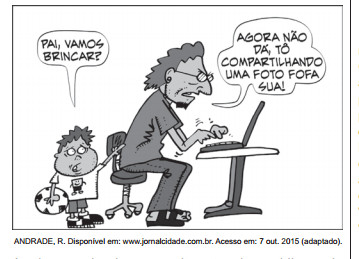 PAI, VAMOS
BRINCAR?
AGORA NÃO
DÁ, TÔ
COMPARTILHANDO
UMA FOTO FOFA
SUA!
ANDRADE, R. Disponível em: www.jornalcidade.com.br. Acesso em: 7 out. 2015 (adaptado).